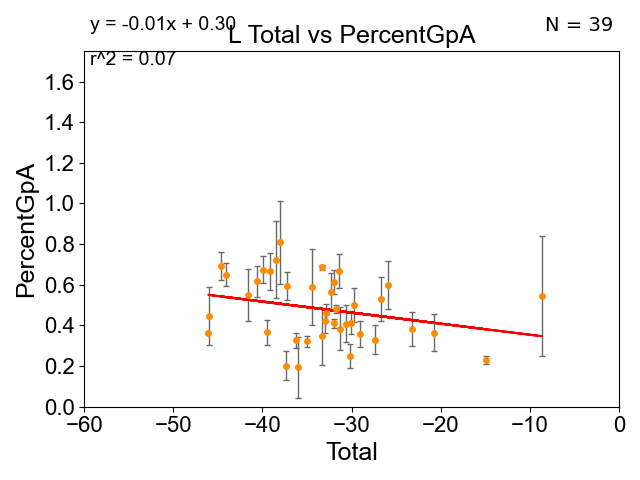 y = -0.01x + 0.30
N = 39
L Total vs PercentGpA
r^2 = 0.07
PercentGpA
1.6
1.4
1.2
1.0
0.8
0.6
0.4
0.2
0.0
−60 −50 −40 −30 −20 −10 0
Total